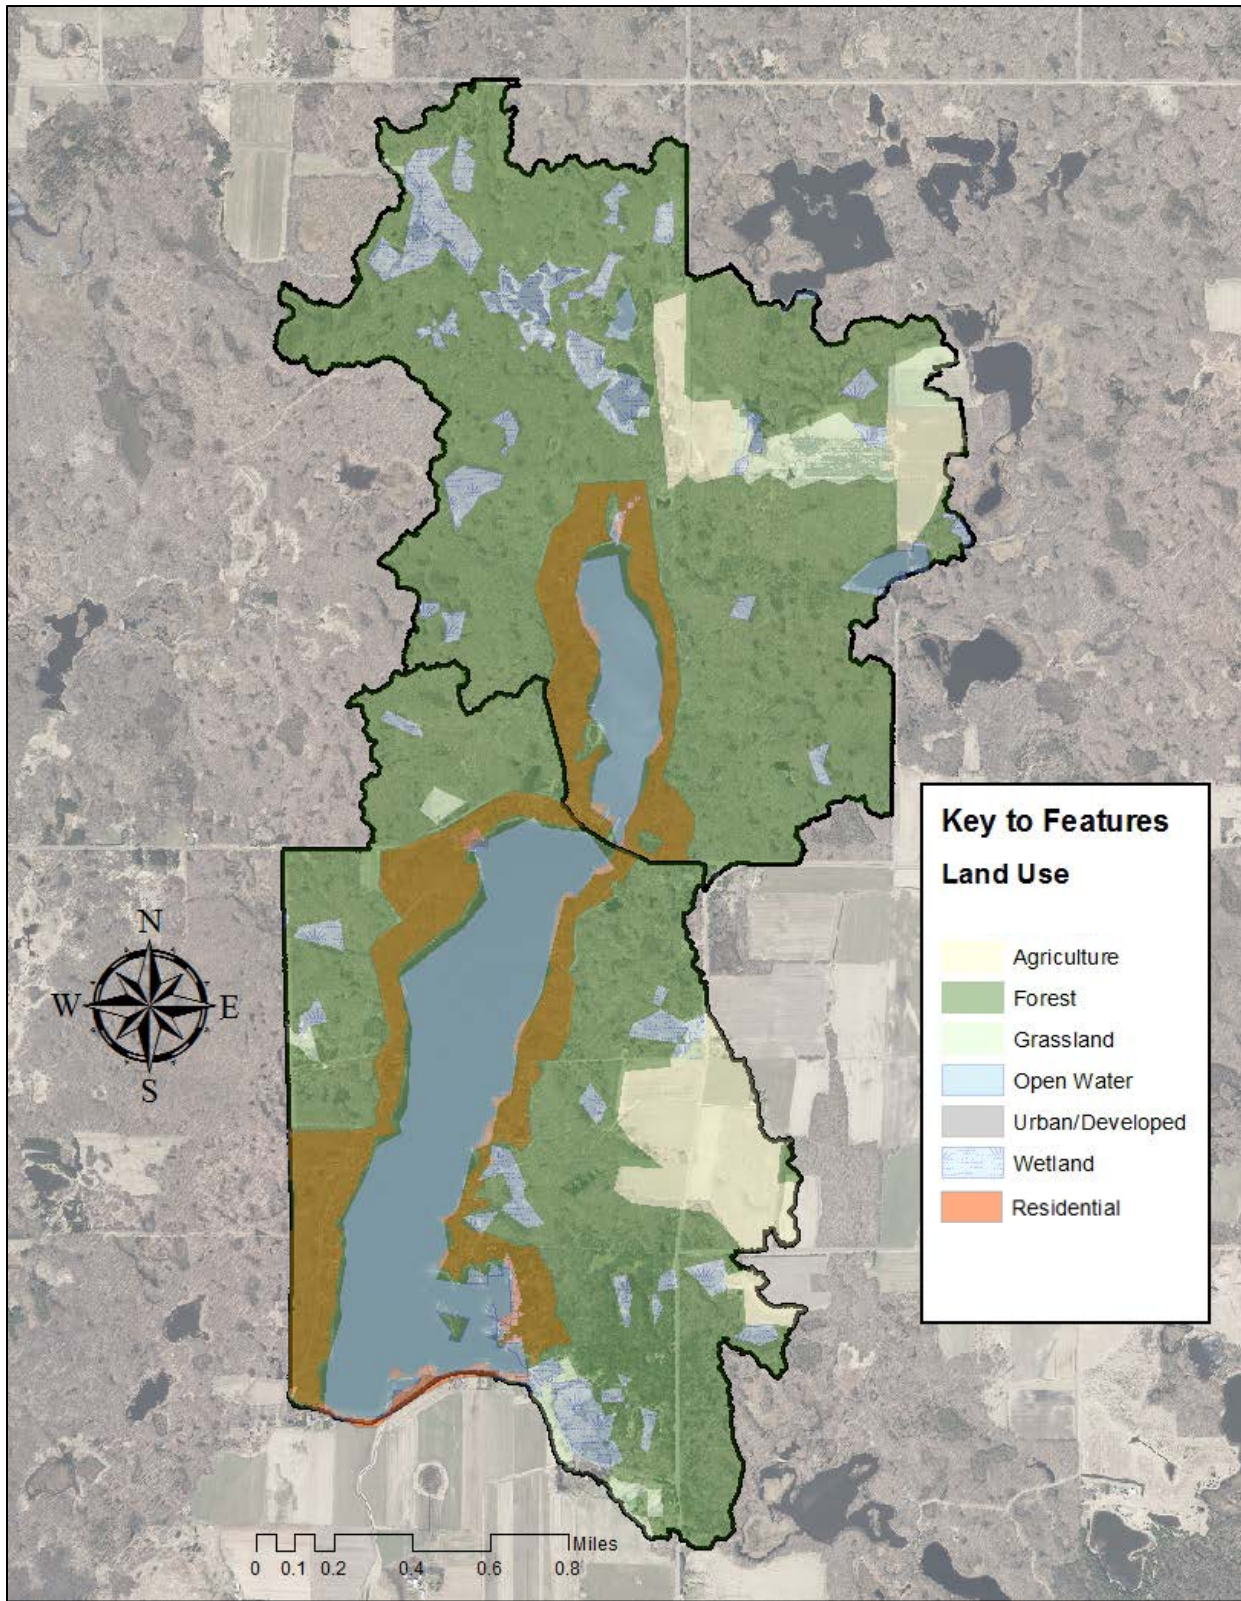 Key to Features
Land Use
Agriculture
Forest
Grassland
Open Water
Urban/Developed
Wetland
Residential
N
W E
S
Miles
0 0.1 0.2 0.4 0.6 0.8